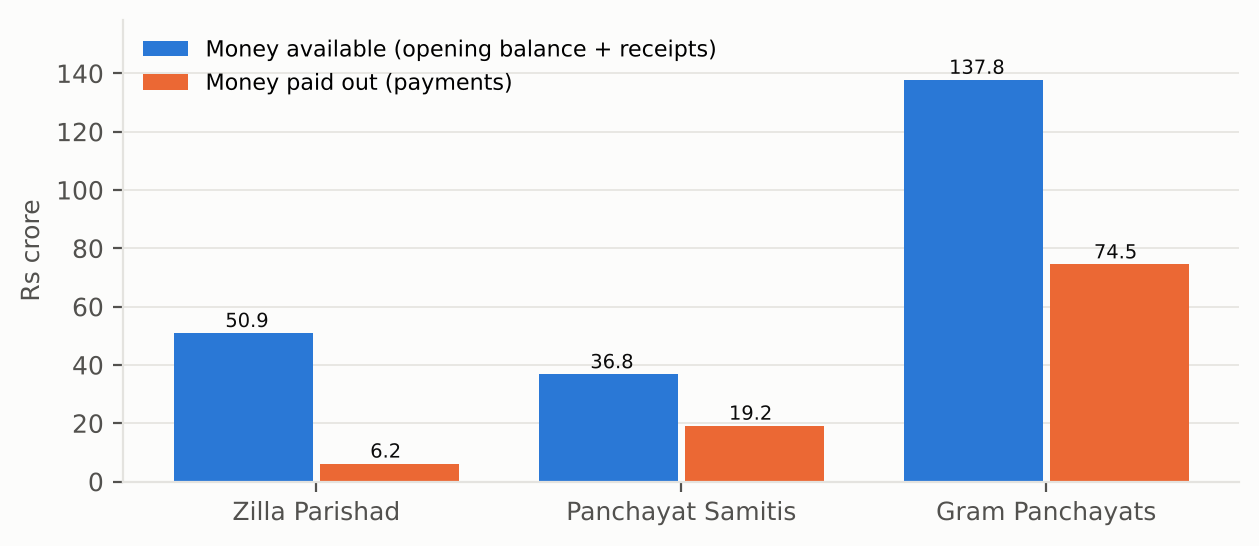 Money available (opening balance + receipts)
Money paid out (payments)
Rs crore
140
120
100
80
60
40
20
0
50.9
6.2
36.8
19.2
137.8
74.5
Zilla Parishad
Panchayat Samitis
Gram Panchayats